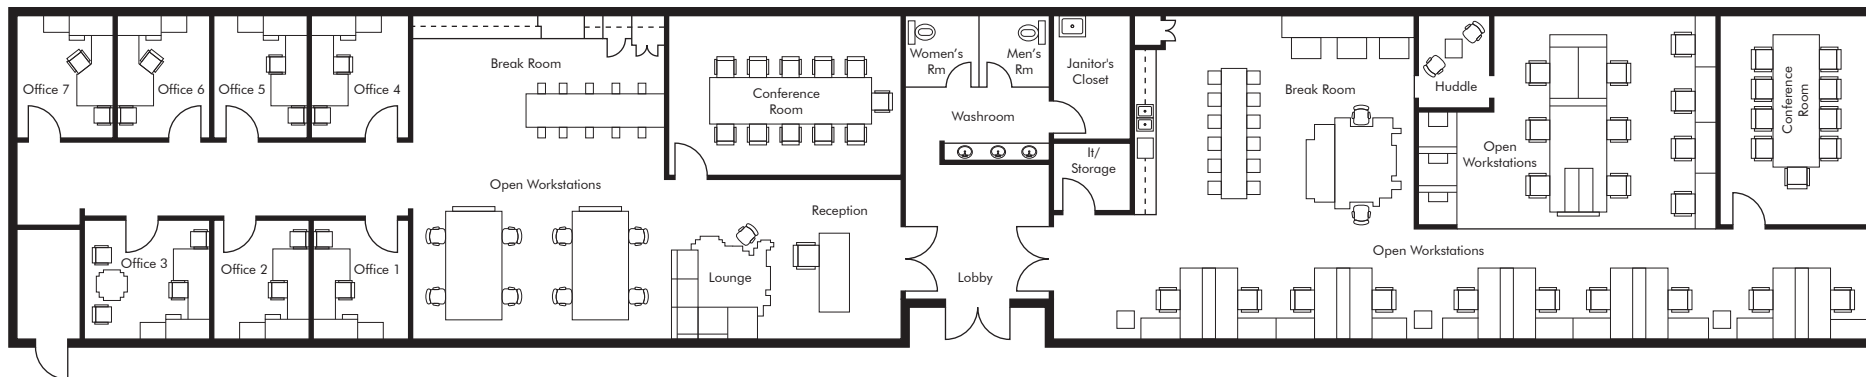 Office 7
Office 6
Office 5
Office 4
Break Room
Conference
Room
Women's
Rm
Men's
Rm
Janitor's
Closet
Washroom
It/
Storage
Break Room
Huddle
Open
Workstations
Conference
Room
Open Workstations
Reception
Office 3
Office 2
Office 1
Lounge
Lobby
Open Workstations